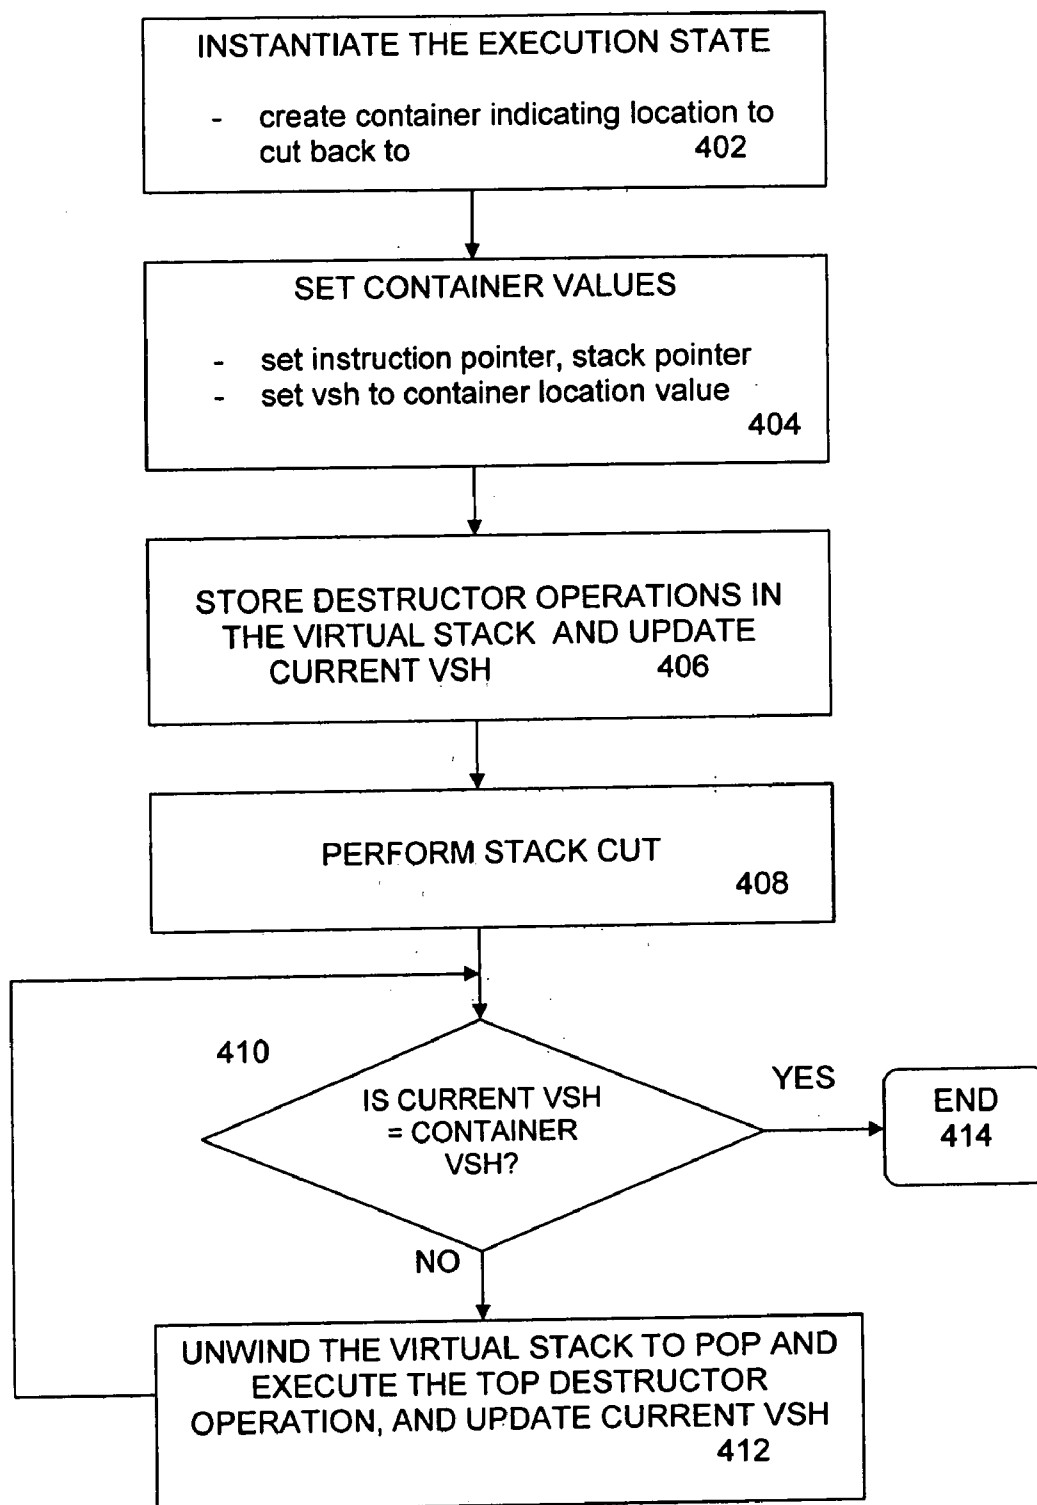 INSTANTIATE THE EXECUTION STATE
- create container indicating location to
cut back to 402
SET CONTAINER VALUES
- set instruction pointer, stack pointer
- set vsh to container location value
404
STORE DESTRUCTOR OPERATIONS IN
THE VIRTUAL STACK AND UPDATE
CURRENT VSH 406
PERFORM STACK CUT
408
410
IS CURRENT VSH
= CONTAINER
VSH?
YES
END
414
NO
UNWIND THE VIRTUAL STACK TO POP AND
EXECUTE THE TOP DESTRUCTOR
OPERATION, AND UPDATE CURRENT VSH
412